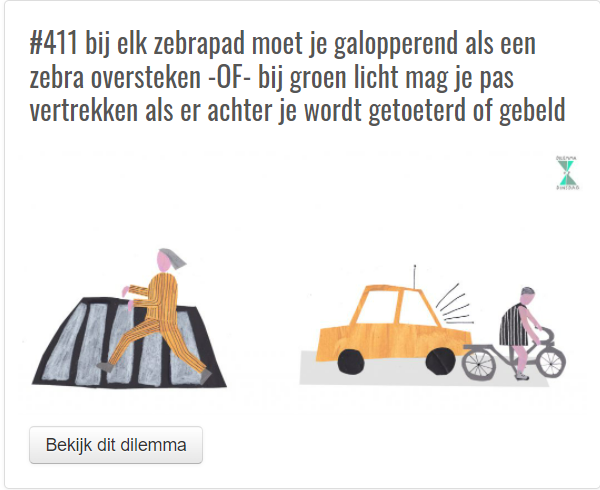 #411 bij elk zebrapad moet je galopperend als een
zebra oversteken -OF- bij groen licht mag je pas
vertrekken als er achter je wordt getoeterd of gebeld
DILEMMA
Bekijk dit dilemma